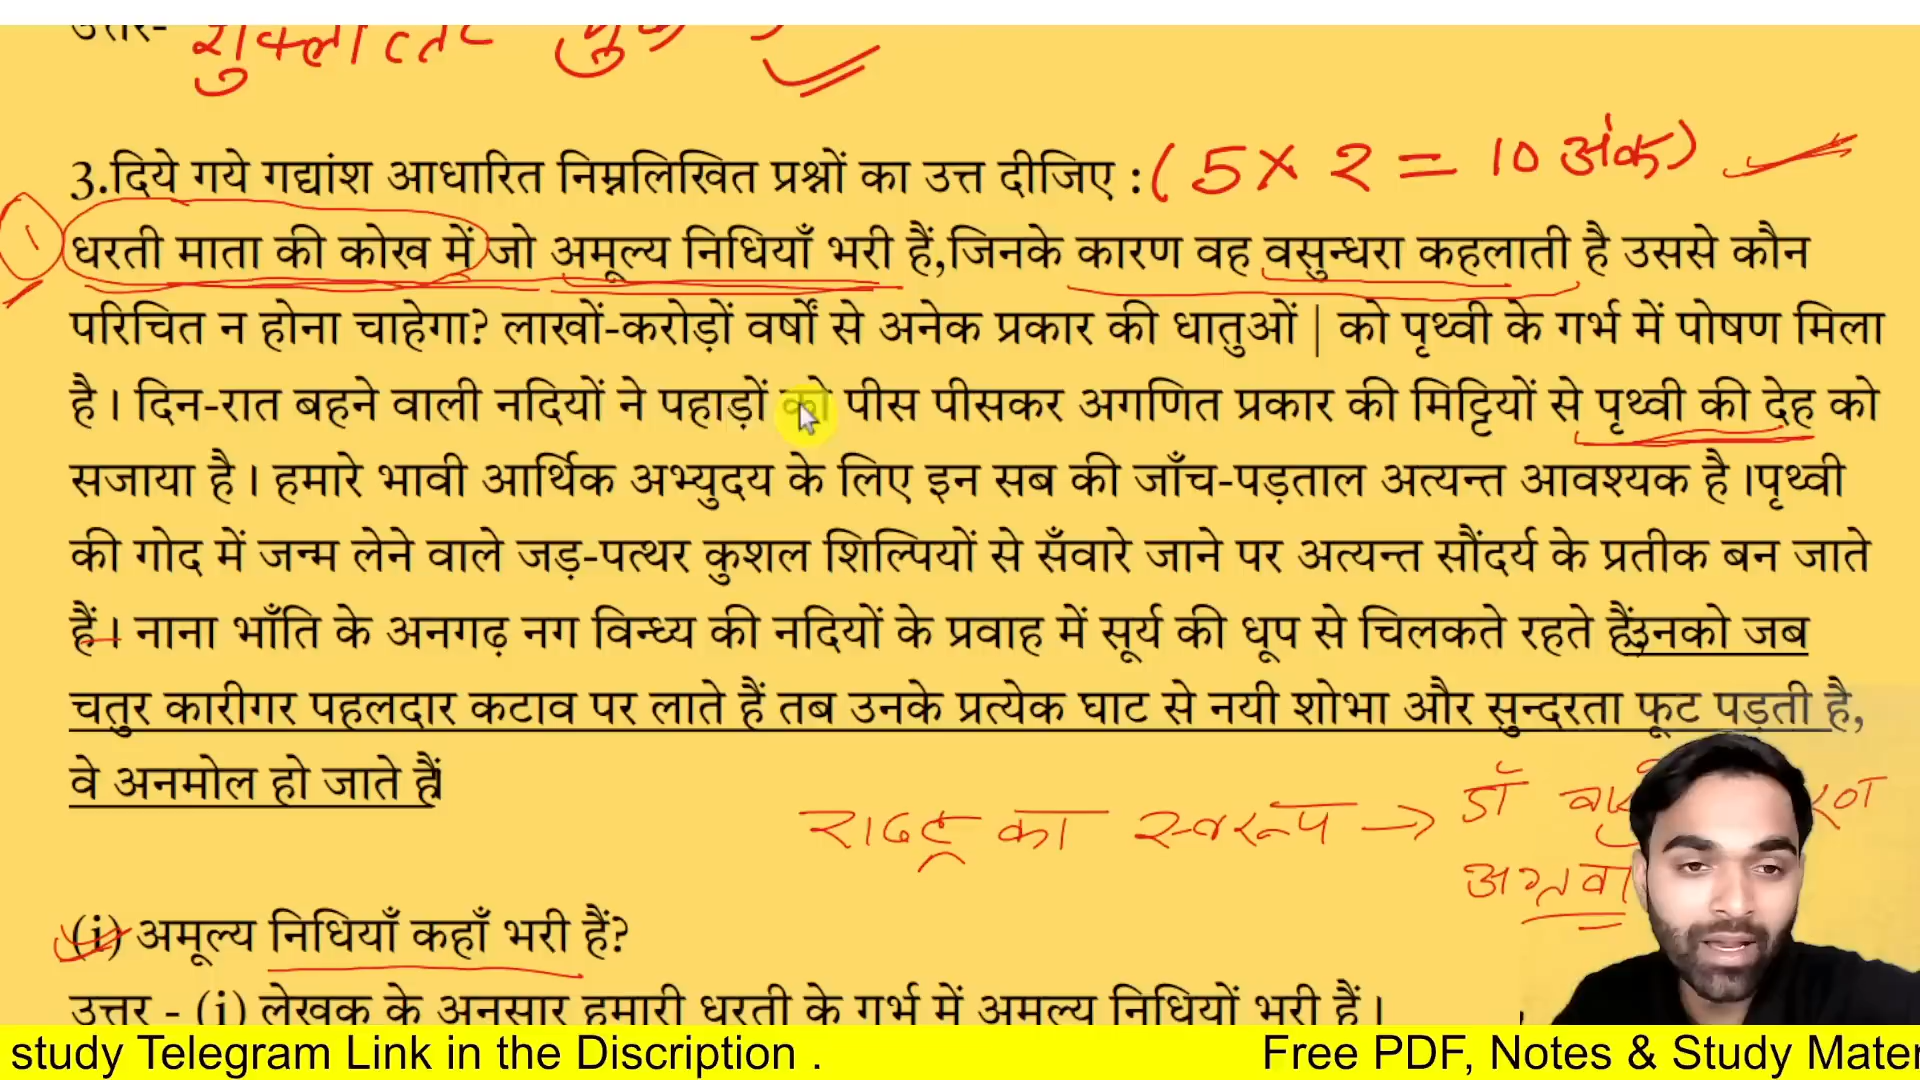 उत्तर- शुक्लोत्तर युग
3.दिये गये गद्यांश आधारित निम्नलिखित प्रश्नों का उत्त दीजिए : ( 5 × 2 = 10 अंक)
1
धरती माता की कोख में जो अमूल्य निधियाँ भरी हैं,जिनके कारण वह वसुन्धरा कहलाती है उससे कौन
परिचित न होना चाहेगा? लाखों-करोड़ों वर्षों से अनेक प्रकार की धातुओं | को पृथ्वी के गर्भ में पोषण मिला
है। दिन-रात बहने वाली नदियों ने पहाड़ों को पीस पीसकर अगणित प्रकार की मिट्टियों से पृथ्वी की देह को
सजाया है। हमारे भावी आर्थिक अभ्युदय के लिए इन सब की जाँच-पड़ताल अत्यन्त आवश्यक है ।पृथ्वी
की गोद में जन्म लेने वाले जड़-पत्थर कुशल शिल्पियों से सँवारे जाने पर अत्यन्त सौंदर्य के प्रतीक बन जाते
हैं। नाना भाँति के अनगढ़ नग विन्ध्य की नदियों के प्रवाह में सूर्य की धूप से चिलकते रहते हैं,उनको जब
चतुर कारीगर पहलदार कटाव पर लाते हैं तब उनके प्रत्येक घाट से नयी शोभा और सुन्दरता फूट पड़ती है,
वे अनमोल हो जाते हैं।
राष्ट्र का स्वरूप → डॉ
(i) अमूल्य निधियाँ कहाँ भरी हैं?
उत्तर - (i) लेखक के अनुसार हमारी धरती के गर्भ में अमूल्य निधियों भरी हैं।
study Telegram Link in the Discription . Free PDF, Notes & Study Mater